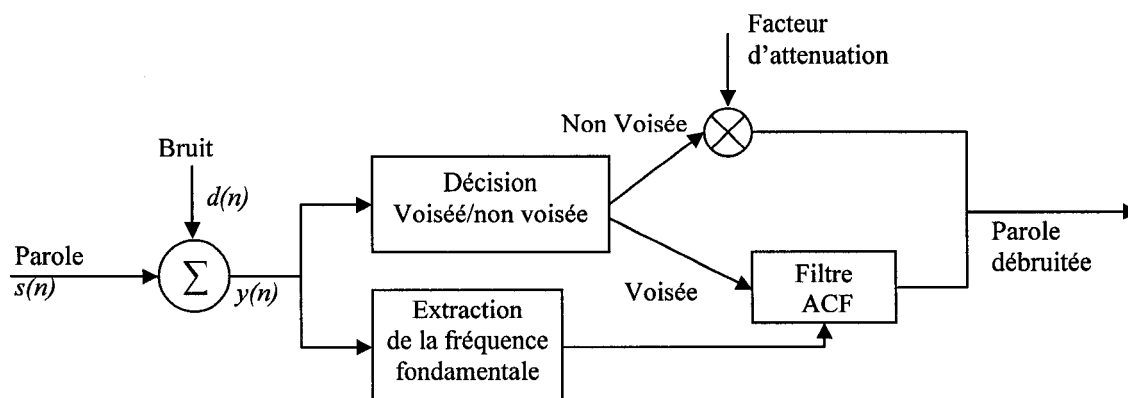 Facteur
d'attenuation
Non Voisée
Bruit
d(n)
Décision
Voiséé/non voisée
Parole
s(n)
Σ
y(n)
Voisée
Filtre
ACF
Parole
débruitée
Extraction
de la fréquence
fondamentale